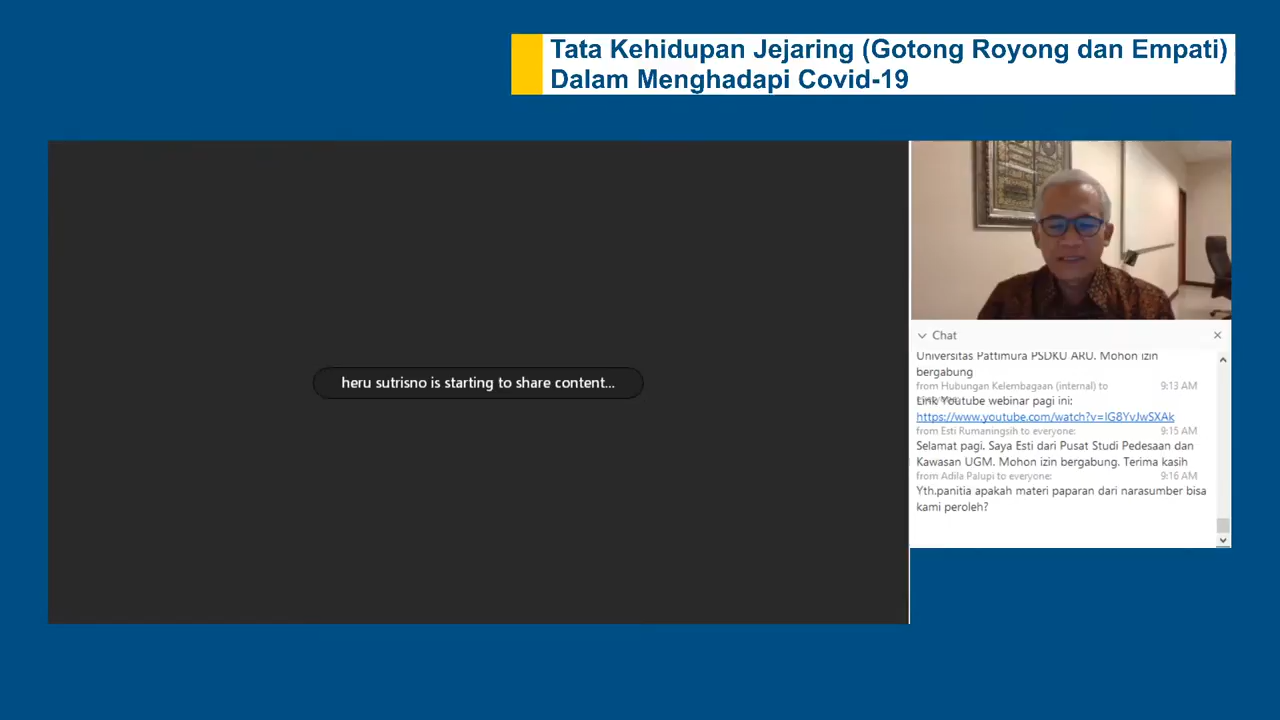 Tata Kehidupan Jejaring (Gotong Royong dan Empati)
Dalam Menghadapi Covid-19
heru sutrisno is starting to share content...
Chat
Universitas Pattimura PSDKU ARU. Mohon izin
bergabung
from Hubungan Kelembagaan (internal) to
9:13 AM
Link Youtube webinar pagi ini:
https://www.youtube.com/watch?v=IG8YvJwSXAk
from Esti Rumaningsih to everyone:
9:15 AM
Selamat pagi. Saya Esti dari Pusat Studi Pedesaan dan
Kawasan UGM. Mohon izin bergabung. Terima kasih
from Adila Palupi to everyone:
9:16 AM
Yth.panitia apakah materi paparan dari narasumber bisa
kami peroleh?